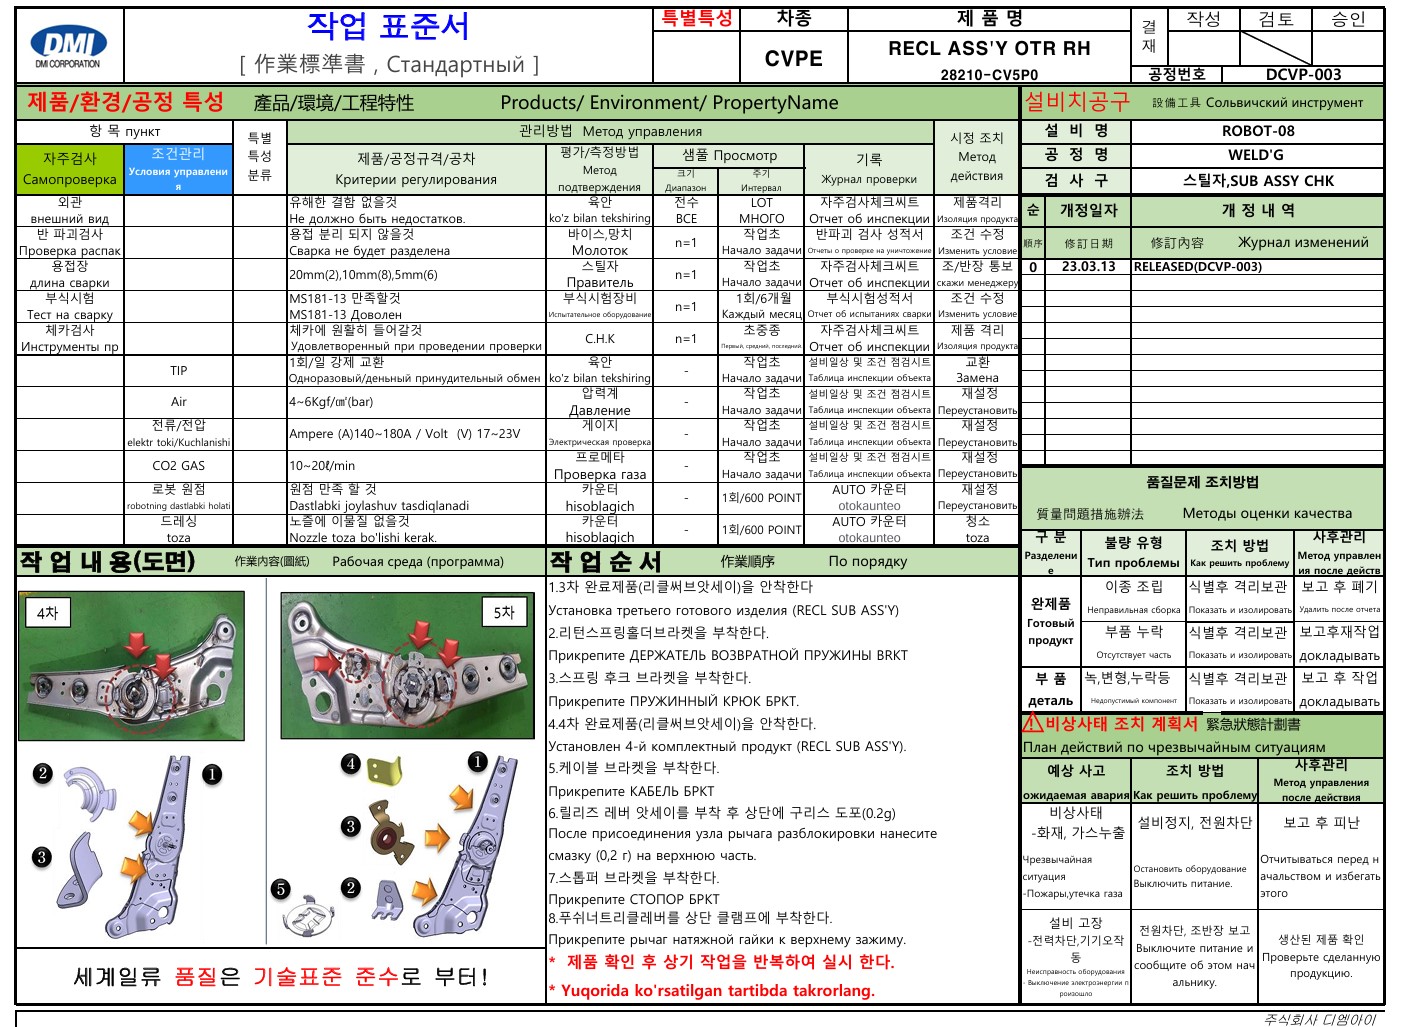 DMI
DMI CORPORATION
작업 표준서
[ 作業標準書 , Стандартный ]
특별특성
차종
CVPE
제 품 명
RECL ASS'Y OTR RH
28210-CV5P0
결재
작성
검토
승인
공정번호
DCVP-003
제품/환경/공정 특성
產品/環境/工程特性
Products/ Environment/ PropertyName
설비치공구
設備工具 Сольвичский инструмент
항 목 пункт
특별
특성
분류
관리방법 Метод управления
시정 조치
Метод
действия
자주검사
Самопроверка
조건관리
Условия управлени
я
제품/공정규격/공차
Критерии регулирования
평가/측정방법
Метод
подтверждения
샘풀 Просмотр
크기
Диапазон
주기
Интервал
기록
Журнал проверки
설 비 명
ROBOT-08
공 정 명
WELD'G
검 사 구
스틸자,SUB ASSY CHK
순
개정일자
개 정 내 역
順序
修訂日期
修訂內容
Журнал изменений
0
23.03.13
RELEASED(DCVP-003)
외관
внешний вид
유해한 결함 없을것
Не должно быть недостатков.
육안
ko'z bilan tekshiring
전수
ВСЕ
LOT
МНОГО
자주검사체크씨트
Отчет об инспекции
제품격리
Изоляция продукта
반 파괴검사
Проверка распак
용접 분리 되지 않을것
Сварка не будет разделена
바이스,망치
Молоток
n=1
작업초
Начало задачи
반파괴 검사 성적서
Отчеты о проверке на уничтожение
조건 수정
Изменить условие
용접장
длина сварки
20mm(2),10mm(8),5mm(6)
스틸자
Правитель
n=1
작업초
Начало задачи
자주검사체크씨트
Отчет об инспекции
조/반장 통보
скажи менеджеру
부식시험
Тест на сварку
MS181-13 만족할것
MS181-13 Доволен
부식시험장비
Испытательное оборудование
n=1
1회/6개월
Каждый месяц
부식시험성적서
Отчет об испытаниях сварки
조건 수정
Изменить условие
체카검사
Инструменты пр
체카에 원활히 들어갈것
Удовлетворенный при проведении проверки
C.H.K
n=1
초중종
Первый, средний, последний.
자주검사체크씨트
Отчет об инспекции
제품 격리
Изоляция продукта
TIP
1회/일 강제 교환
Одноразовый/деньный принудительный обмен
육안
ko'z bilan tekshiring
-
작업초
Начало задачи
설비일상 및 조건 점검시트
Таблица инспекции объекта
교환
Замена
Air
4~6Kgf/㎠(bar)
압력계
Давление
-
작업초
Начало задачи
설비일상 및 조건 점검시트
Таблица инспекции объекта
재설정
Переустановить
전류/전압
elektr toki/Kuchlanishi
Ampere (A)140~180A / Volt (V) 17~23V
게이지
Электрическая проверка
-
작업초
Начало задачи
설비일상 및 조건 점검시트
Таблица инспекции объекта
재설정
Переустановить
CO2 GAS
10~20ℓ/min
프로메타
Проверка газа
-
작업초
Начало задачи
설비일상 및 조건 점검시트
Таблица инспекции объекта
재설정
Переустановить
로봇 원점
robotning dastlabki holati
원점 만족 할 것
Dastlabki joylashuv tasdiqlanadi
카운터
hisoblagich
-
1회/600 POINT
AUTO 카운터
otokaunteo
재설정
Переустановить
드레싱
toza
노즐에 이물질 없을것
Nozzle toza bo'lishi kerak.
카운터
hisoblagich
-
1회/600 POINT
AUTO 카운터
otokaunteo
청소
toza
품질문제 조치방법
質量問題措施辦法
Методы оценки качества
구 분
Разделени
е
불량 유형
Тип проблемы
조치 방법
Как решить проблему
사후관리
Метод управлен
ия после действ
완제품
Готовый
продукт
이종 조립
Неправильная сборка
식별후 격리보관
Показать и изолировать
보고 후 폐기
Удалить после отчета
부품 누락
Отсутствует часть
식별후 격리보관
Показать и изолировать
보고후재작업
докладывать
부 품
деталь
녹,변형,누락등
Недопустимый компонент
식별후 격리보관
Показать и изолировать
보고 후 작업
докладывать
작 업 내 용(도면)
作業內容(圖紙)
Рабочая среда (программа)
작 업 순 서
作業順序
По порядку
4차
5차
1
2
3
1
2
3
4
5
1.3차 완료제품(리클써브앗세이)을 안착한다
Установка третьего готового изделия (RECL SUB ASS'Y)
2.리턴스프링홀더브라켓을 부착한다.
Прикрепите ДЕРЖАТЕЛЬ ВОЗВРАТНОЙ ПРУЖИНЫ BRKT
3.스프링 후크 브라켓을 부착한다.
Прикрепите ПРУЖИННЫЙ КРЮК БРКТ.
4.4차 완료제품(리클써브앗세이)을 안착한다.
Установлен 4-й комплектный продукт (RECL SUB ASS'Y).
5.케이블 브라켓을 부착한다.
Прикрепите КАБЕЛЬ БРКТ
6.릴리즈 레버 앗세이를 부착 후 상단에 구리스 도포(0.2g)
После присоединения узла рычага разблокировки нанесите
смазку (0,2 г) на верхнюю часть.
7.스톱퍼 브라켓을 부착한다.
Прикрепите СТОПОР БРКТ
8.푸쉬너트리클레버를 상단 클램프에 부착한다.
Прикрепите рычаг натяжной гайки к верхнему зажиму.
* 제품 확인 후 상기 작업을 반복하여 실시 한다.
* Yuqorida ko'rsatilgan tartibda takrorlang.
세계일류 품질은 기술표준 준수로 부터!
비상사태 조치 계획서 緊急狀態計劃書
План действий по чрезвычайным ситуациям
예상 사고
ожидаемая авария
조치 방법
Как решить проблему
사후관리
Метод управления
после действия
비상사태
-화재, 가스누출
Чрезвычайная
ситуация
-Пожары,утечка газа
설비정지, 전원차단
Остановить оборудование
Выключить питание.
보고 후 피난
Отчитываться перед н
ачальством и избегать
этого
설비 고장
-전력차단,기기오작
동
Неисправность оборудования
- Выключение электроэнергии п
роизошло
전원차단, 조반장 보고
Выключите питание и
сообщите об этом нач
альнику.
생산된 제품 확인
Проверьте сделанную
продукцию.
주식회사 디엠아이